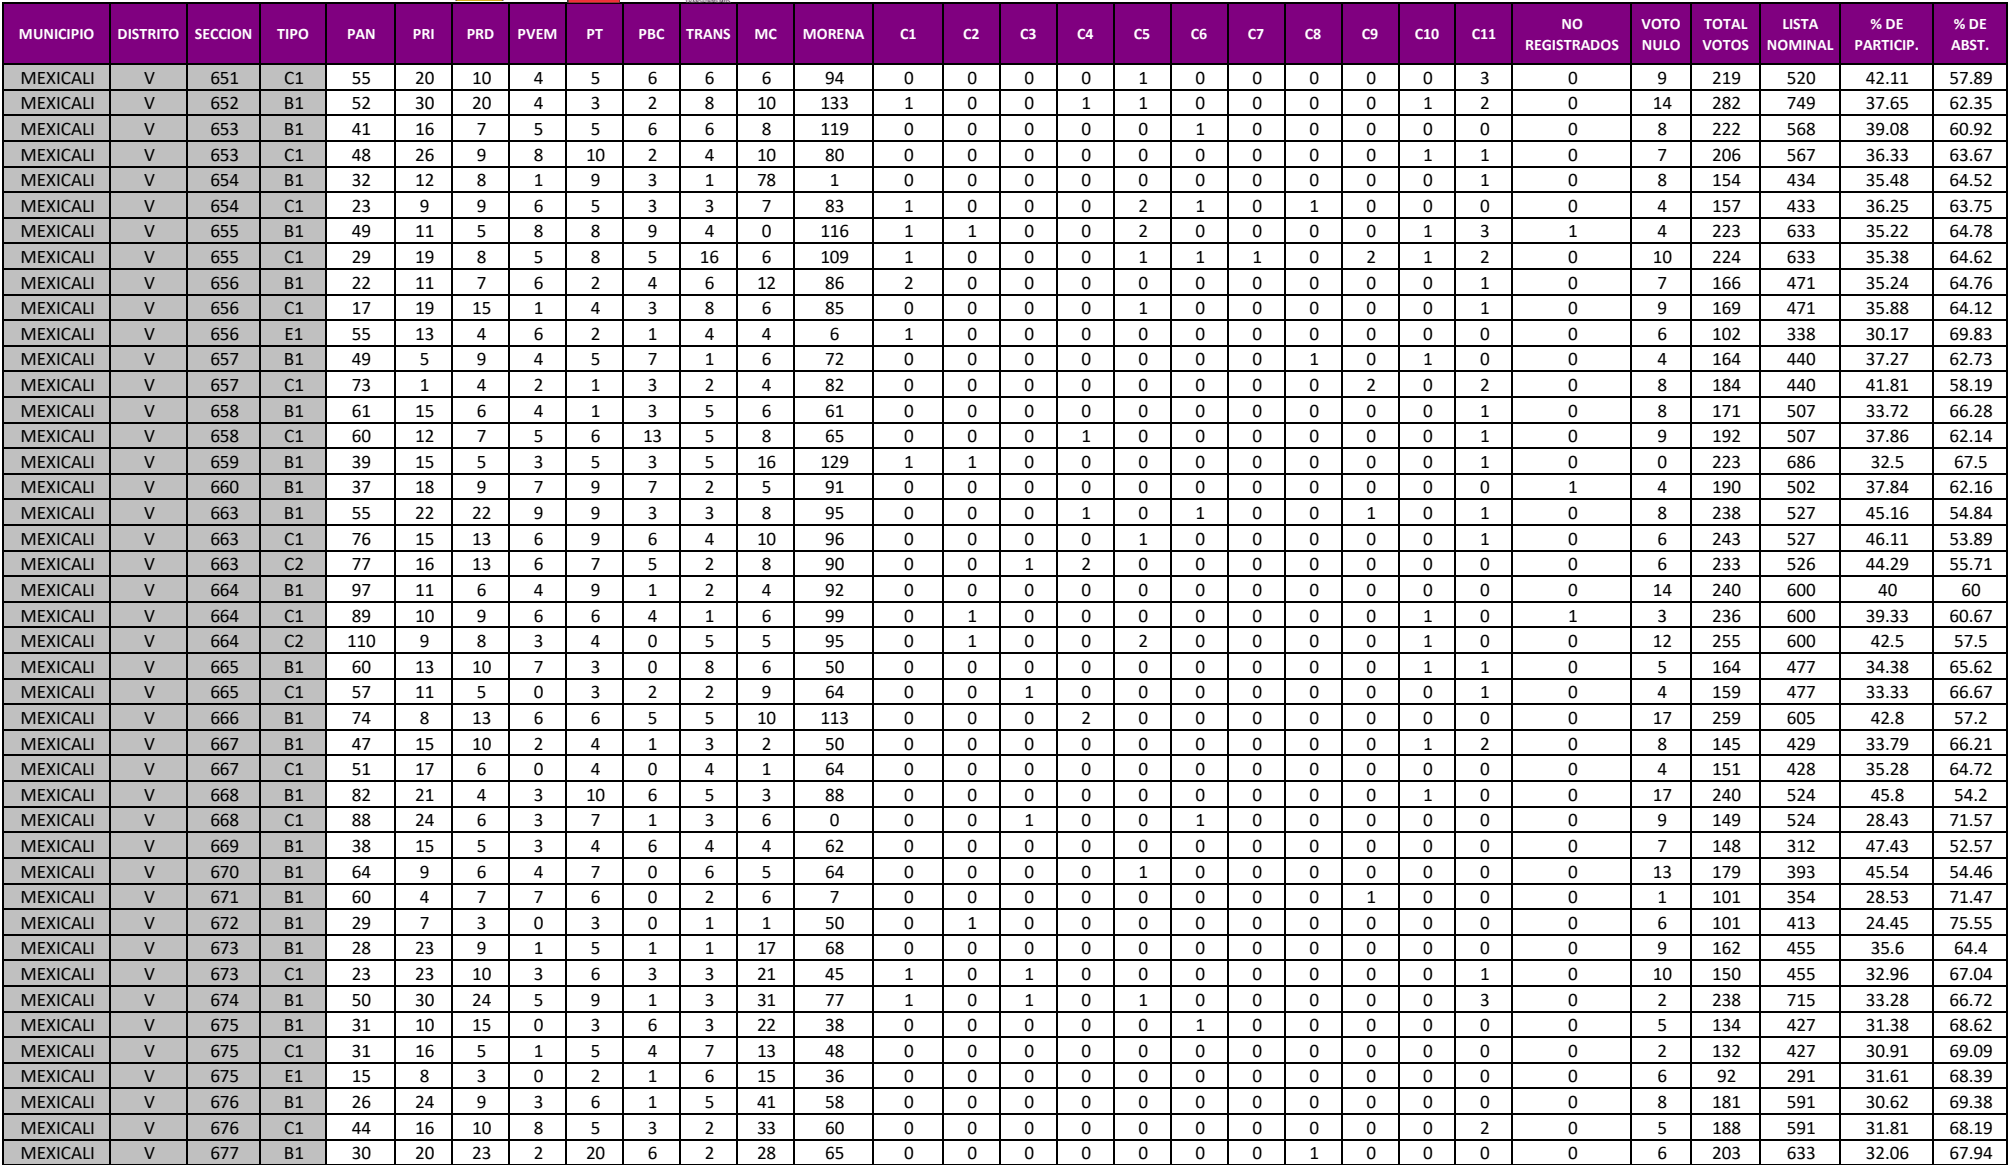 MUNICIPIO DISTRITO SECCION TIPO PAN PRI PRD PVEM PT PBC TRANS MC MORENA C1 C2 C3 C4 C5 C6 C7 C8 C9 C10 C11 NO REGISTRADOS VOTO NULO TOTAL VOTOS LISTA NOMINAL % DE PARTICIP. % DE ABST.
MEXICALI V 651 C1 55 20 10 4 5 6 6 6 94 0 0 0 0 1 0 0 0 0 0 3 0 9 219 520 42.11 57.89
MEXICALI V 652 B1 52 30 20 4 3 2 8 10 133 1 0 0 1 1 0 0 0 0 1 2 0 14 282 749 37.65 62.35
MEXICALI V 653 B1 41 16 7 5 5 6 6 8 119 0 0 0 0 0 1 0 0 0 0 0 0 8 222 568 39.08 60.92
MEXICALI V 653 C1 48 26 9 8 10 2 4 10 80 0 0 0 0 0 0 0 0 0 1 1 0 7 206 567 36.33 63.67
MEXICALI V 654 B1 32 12 8 1 9 3 1 78 1 0 0 0 0 0 0 0 0 0 0 1 0 8 154 434 35.48 64.52
MEXICALI V 654 C1 23 9 9 6 5 3 3 7 83 1 0 0 0 2 1 0 1 0 0 0 0 4 157 433 36.25 63.75
MEXICALI V 655 B1 49 11 5 8 8 9 4 0 116 1 1 0 0 2 0 0 0 0 1 3 1 4 223 633 35.22 64.78
MEXICALI V 655 C1 29 19 8 5 8 5 16 6 109 1 0 0 0 1 1 1 0 2 1 2 0 10 224 633 35.38 64.62
MEXICALI V 656 B1 22 11 7 6 2 4 6 12 86 2 0 0 0 0 0 0 0 0 0 1 0 7 166 471 35.24 64.76
MEXICALI V 656 C1 17 19 15 1 4 3 8 6 85 0 0 0 0 1 0 0 0 0 0 1 0 9 169 471 35.88 64.12
MEXICALI V 656 E1 55 13 4 6 2 1 4 4 6 1 0 0 0 0 0 0 0 0 0 0 0 6 102 338 30.17 69.83
MEXICALI V 657 B1 49 5 9 4 5 7 1 6 72 0 0 0 0 0 0 0 1 0 1 0 0 4 164 440 37.27 62.73
MEXICALI V 657 C1 73 1 4 2 1 3 2 4 82 0 0 0 0 0 0 0 0 2 0 2 0 8 184 440 41.81 58.19
MEXICALI V 658 B1 61 15 6 4 1 3 5 6 61 0 0 0 0 0 0 0 0 0 0 1 0 8 171 507 33.72 66.28
MEXICALI V 658 C1 60 12 7 5 6 13 5 8 65 0 0 0 1 0 0 0 0 0 0 1 0 9 192 507 37.86 62.14
MEXICALI V 659 B1 39 15 5 3 5 3 5 16 129 1 1 0 0 0 0 0 0 0 0 1 0 0 223 686 32.5 67.5
MEXICALI V 660 B1 37 18 9 7 9 7 2 5 91 0 0 0 0 0 0 0 0 0 0 0 1 4 190 502 37.84 62.16
MEXICALI V 663 B1 55 22 22 9 9 3 3 8 95 0 0 0 1 0 1 0 0 1 0 1 0 8 238 527 45.16 54.84
MEXICALI V 663 C1 76 15 13 6 9 6 4 10 96 0 0 0 0 1 0 0 0 0 0 1 0 6 243 527 46.11 53.89
MEXICALI V 663 C2 77 16 13 6 7 5 2 8 90 0 0 1 2 0 0 0 0 0 0 0 0 6 233 526 44.29 55.71
MEXICALI V 664 B1 97 11 6 4 9 1 2 4 92 0 0 0 0 0 0 0 0 0 0 0 0 14 240 600 40 60
MEXICALI V 664 C1 89 10 9 6 6 4 1 6 99 0 1 0 0 0 0 0 0 0 1 0 1 3 236 600 39.33 60.67
MEXICALI V 664 C2 110 9 8 3 4 0 5 5 95 0 1 0 0 2 0 0 0 0 1 0 0 12 255 600 42.5 57.5
MEXICALI V 665 B1 60 13 10 7 3 0 8 6 50 0 0 0 0 0 0 0 0 0 1 1 0 5 164 477 34.38 65.62
MEXICALI V 665 C1 57 11 5 0 3 2 2 9 64 0 0 1 0 0 0 0 0 0 0 1 0 4 159 477 33.33 66.67
MEXICALI V 666 B1 74 8 13 6 6 5 5 10 113 0 0 0 2 0 0 0 0 0 0 0 0 17 259 605 42.8 57.2
MEXICALI V 667 B1 47 15 10 2 4 1 3 2 50 0 0 0 0 0 0 0 0 0 1 2 0 8 145 429 33.79 66.21
MEXICALI V 667 C1 51 17 6 0 4 0 4 1 64 0 0 0 0 0 0 0 0 0 0 0 0 4 151 428 35.28 64.72
MEXICALI V 668 B1 82 21 4 3 10 6 5 3 88 0 0 0 0 0 0 0 0 0 1 0 0 17 240 524 45.8 54.2
MEXICALI V 668 C1 88 24 6 3 7 1 3 6 0 0 0 1 0 0 1 0 0 0 0 0 0 9 149 524 28.43 71.57
MEXICALI V 669 B1 38 15 5 3 4 6 4 4 62 0 0 0 0 0 0 0 0 0 0 0 0 7 148 312 47.43 52.57
MEXICALI V 670 B1 64 9 6 4 7 0 6 5 64 0 0 0 0 1 0 0 0 0 0 0 0 13 179 393 45.54 54.46
MEXICALI V 671 B1 60 4 7 7 6 0 2 6 7 0 0 0 0 0 0 0 0 1 0 0 0 1 101 354 28.53 71.47
MEXICALI V 672 B1 29 7 3 0 3 0 1 1 50 0 1 0 0 0 0 0 0 0 0 0 0 6 101 413 24.45 75.55
MEXICALI V 673 B1 28 23 9 1 5 1 1 17 68 0 0 0 0 0 0 0 0 0 0 0 0 9 162 455 35.6 64.4
MEXICALI V 673 C1 23 23 10 3 6 3 3 21 45 1 0 1 0 0 0 0 0 0 0 1 0 10 150 455 32.96 67.04
MEXICALI V 674 B1 50 30 24 5 9 1 3 31 77 1 0 1 0 1 0 0 0 0 0 3 0 2 238 715 33.28 66.72
MEXICALI V 675 B1 31 10 15 0 3 6 3 22 38 0 0 0 0 0 1 0 0 0 0 0 0 5 134 427 31.38 68.62
MEXICALI V 675 C1 31 16 5 1 5 4 7 13 48 0 0 0 0 0 0 0 0 0 0 0 0 2 132 427 30.91 69.09
MEXICALI V 675 E1 15 8 3 0 2 1 6 15 36 0 0 0 0 0 0 0 0 0 0 0 0 6 92 291 31.61 68.39
MEXICALI V 676 B1 26 24 9 3 6 1 5 41 58 0 0 0 0 0 0 0 0 0 0 0 0 8 181 591 30.62 69.38
MEXICALI V 676 C1 44 16 10 8 5 3 2 33 60 0 0 0 0 0 0 0 0 0 0 2 0 5 188 591 31.81 68.19
MEXICALI V 677 B1 30 20 23 2 20 6 2 28 65 0 0 0 0 0 0 0 1 0 0 0 0 6 203 633 32.06 67.94